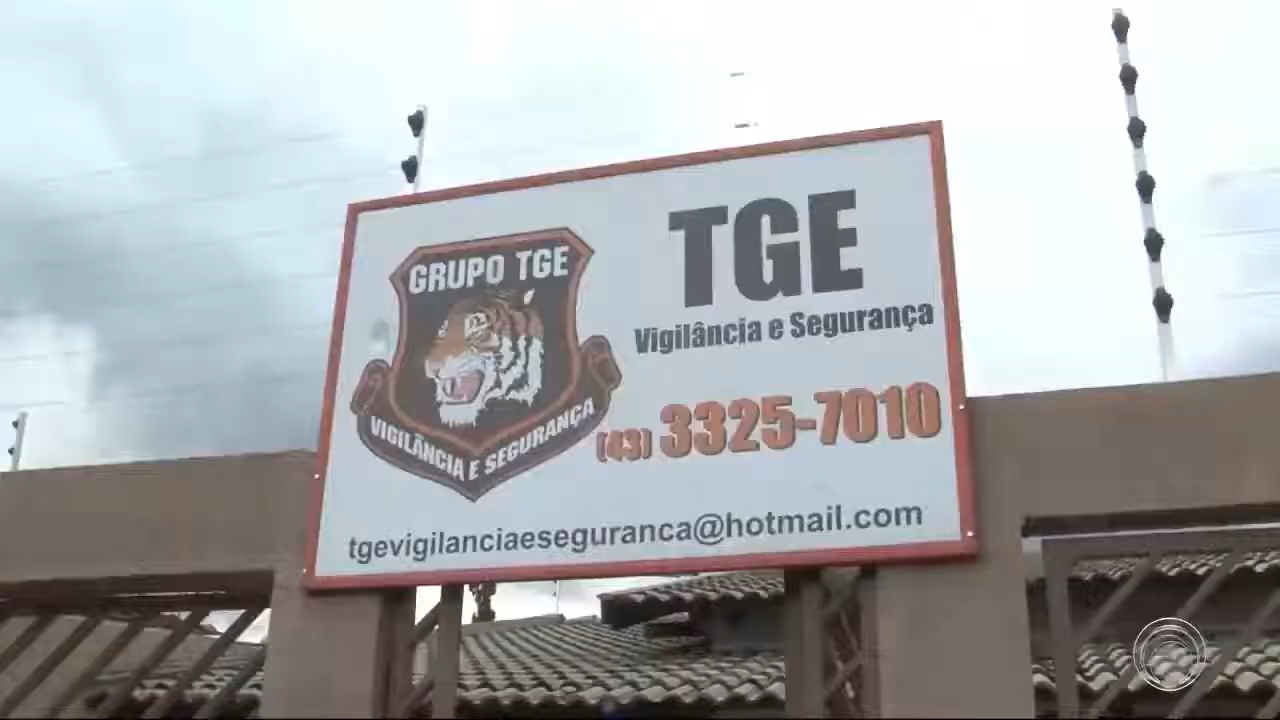 GRUPO TGE
VIGILÂNCIA E SEGURANÇA
TGE
Vigilância e Segurança
(43) 3325-7010
tgevigilanciaeseguranca@hotmail.com